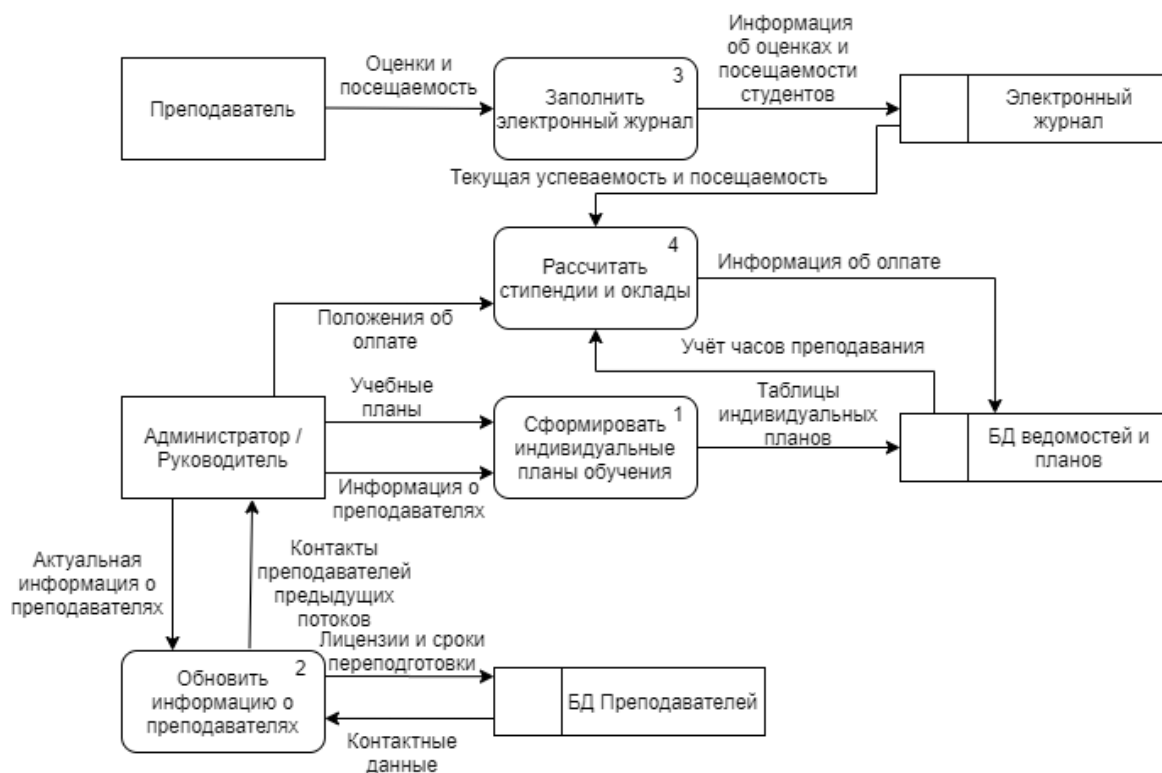 Информация
об оценках и
посещаемости
студентов
Оценки и
посещаемость
3
Преподаватель
Заполнить
электронный журнал
Электронный
журнал
Текущая успеваемость и посещаемость
4
Рассчитать
стипендии и оклады
Информация об олпате
Положения об
олпате
Учёт часов преподавания
Учебные
планы
Таблицы
индивидуальных
планов
1
Администратор /
Руководитель
Сформировать
индивидуальные
планы обучения
БД ведомостей и
планов
Информация о
преподавателях
Актуальная
информация о
преподавателях
Контакты
преподавателей
предыдущих
потоков
Лицензии и сроки
переподготовки
2
Обновить
информацию о
преподавателях
БД Преподавателей
Контактные
данные